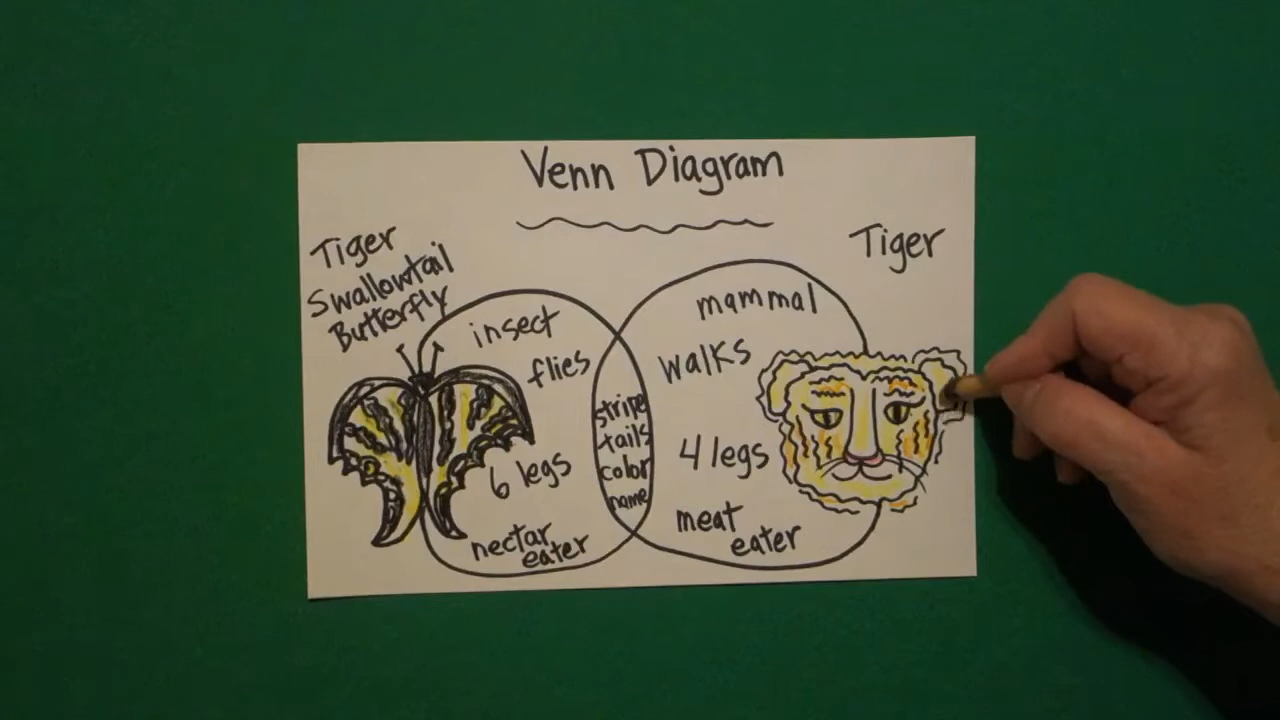 Venn Diagram
Tiger
Swallowtail
Butterfly
Tiger
insect
flies
6 legs
nectar
eater
stripe
tails
color
name
mammal
walks
4 legs
meat
eater